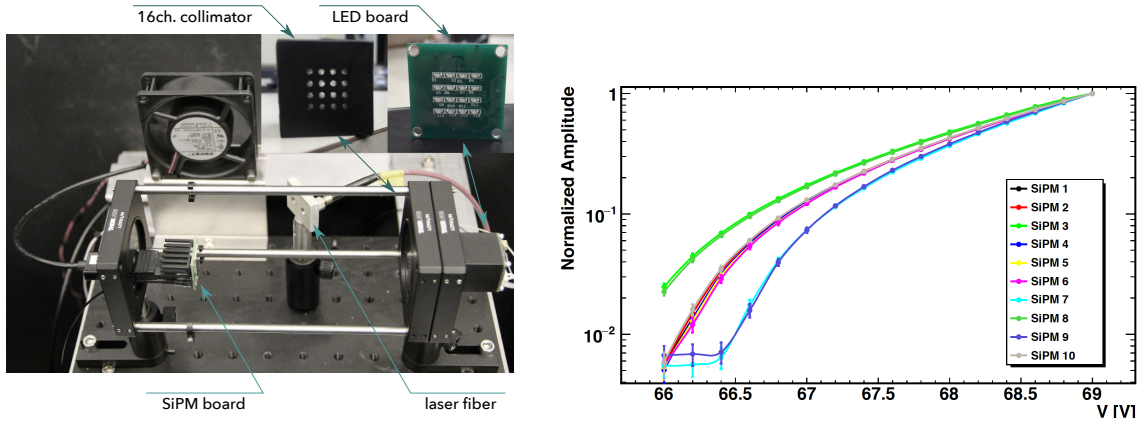 16ch. collimator
LED board
SiPM board
laser fiber
Normalized Amplitude
1
10⁻¹
10⁻²
66 66.5 67 67.5 68 68.5 69
V [V]
SiPM 1
SiPM 2
SiPM 3
SiPM 4
SiPM 5
SiPM 6
SiPM 7
SiPM 8
SiPM 9
SiPM 10